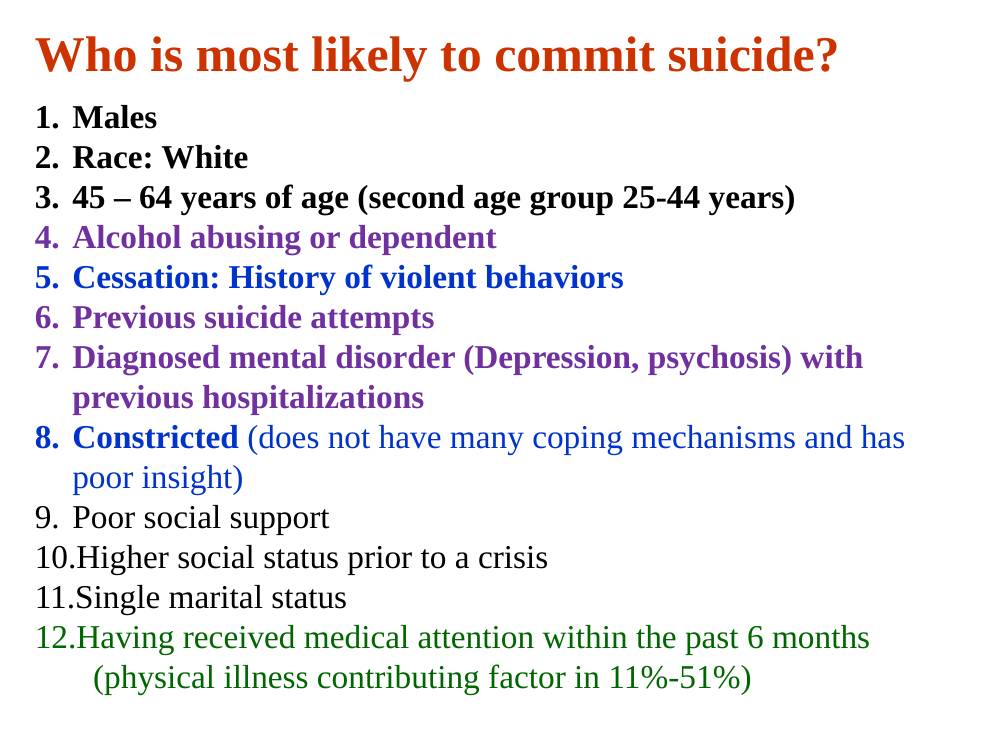 Who is most likely to commit suicide?
1. Males
2. Race: White
3. 45 – 64 years of age (second age group 25-44 years)
4. Alcohol abusing or dependent
5. Cessation: History of violent behaviors
6. Previous suicide attempts
7. Diagnosed mental disorder (Depression, psychosis) with
previous hospitalizations
8. Constricted (does not have many coping mechanisms and has
poor insight)
9. Poor social support
10.Higher social status prior to a crisis
11.Single marital status
12.Having received medical attention within the past 6 months
(physical illness contributing factor in 11%-51%)